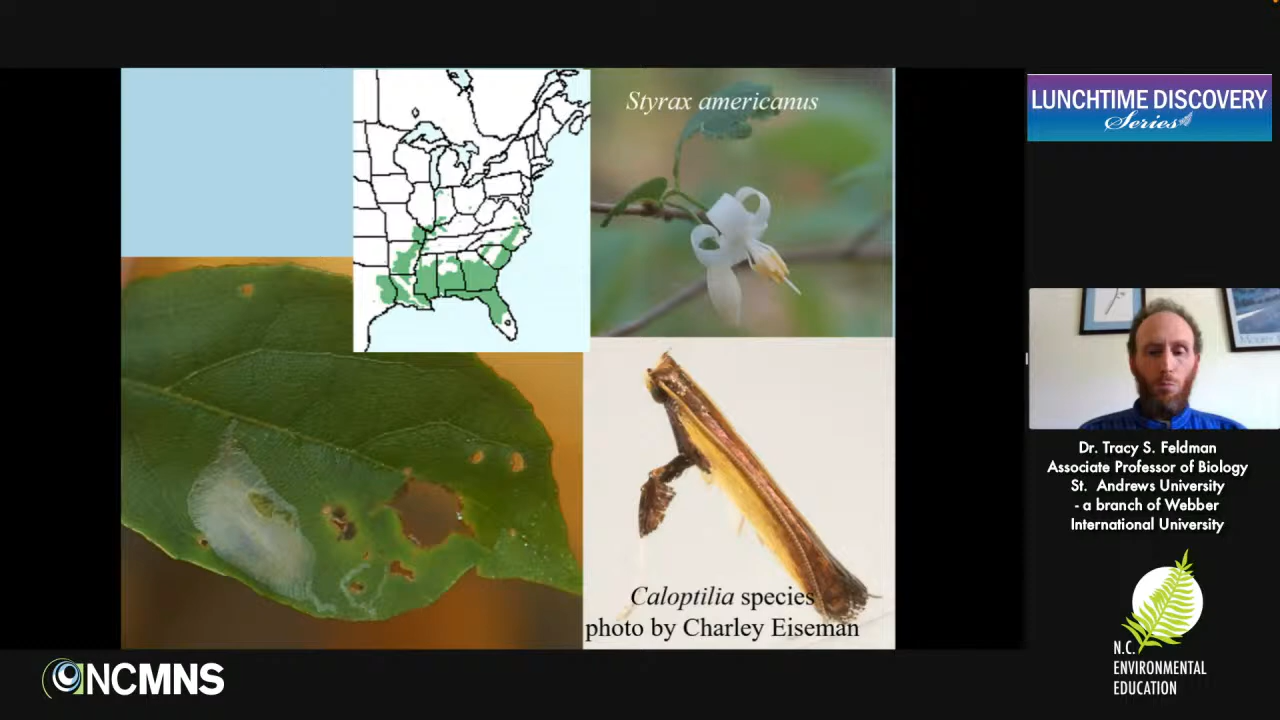 Styrax americanus
Caloptilia species
photo by Charley Eiseman
LUNCHTIME DISCOVERY
Series
Dr. Tracy S. Feldman
Associate Professor of Biology
St. Andrews University
- a branch of Webber
International University
N.C.
ENVIRONMENTAL
EDUCATION
NCMNS